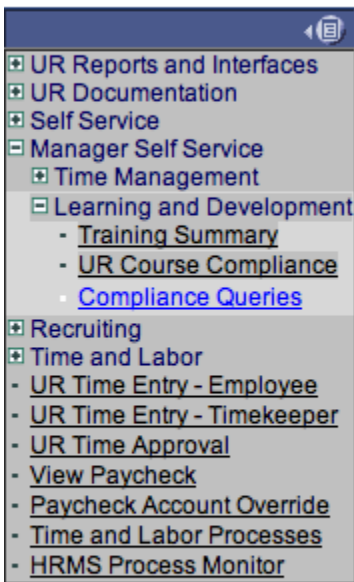 UR Reports and Interfaces
UR Documentation
Self Service
Manager Self Service
Time Management
Learning and Development
- Training Summary
- UR Course Compliance
Compliance Queries
Recruiting
Time and Labor
- UR Time Entry - Employee
- UR Time Entry - Timekeeper
- UR Time Approval
- View Paycheck
- Paycheck Account Override
- Time and Labor Processes
- HRMS Process Monitor